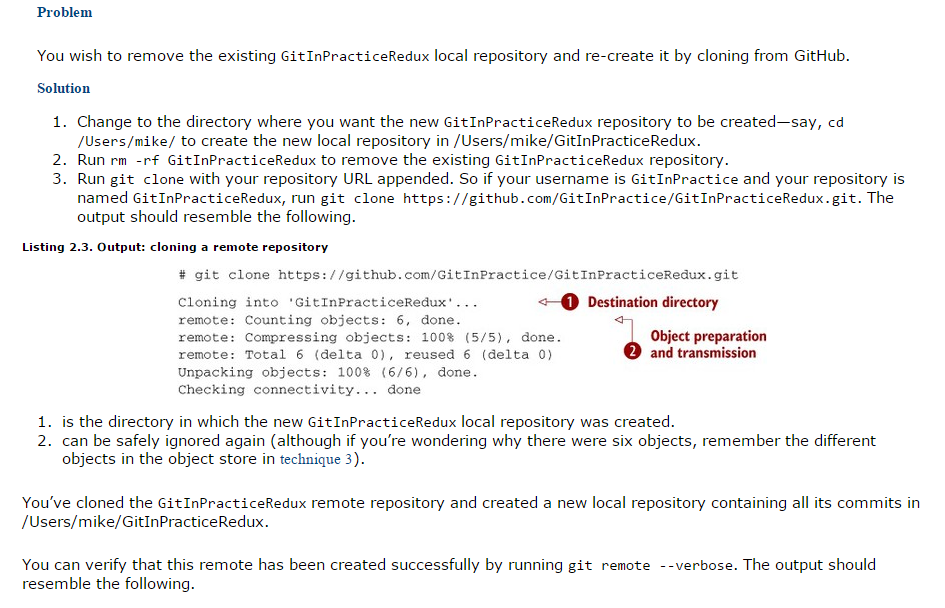 Problem
You wish to remove the existing GitInPracticeRedux local repository and re-create it by cloning from GitHub.
Solution
1. Change to the directory where you want the new GitInPracticeRedux repository to be created—say, cd
/Users/mike/ to create the new local repository in /Users/mike/GitInPracticeRedux.
2. Run rm -rf GitInPracticeRedux to remove the existing GitInPracticeRedux repository.
3. Run git clone with your repository URL appended. So if your username is GitInPractice and your repository is
named GitInPracticeRedux, run git clone https://github.com/GitInPractice/GitInPracticeRedux.git. The
output should resemble the following.
Listing 2.3. Output: cloning a remote repository
# git clone https://github.com/GitInPractice/GitInPracticeRedux.git
Cloning into 'GitInPracticeRedux'... 1 Destination directory
remote: Counting objects: 6, done.
remote: Compressing objects: 100% (5/5), done. Object preparation
remote: Total 6 (delta 0), reused 6 (delta 0) 2 and transmission
Unpacking objects: 100% (6/6), done.
Checking connectivity... done
1. is the directory in which the new GitInPracticeRedux local repository was created.
2. can be safely ignored again (although if you're wondering why there were six objects, remember the different
objects in the object store in technique 3).
You've cloned the GitInPracticeRedux remote repository and created a new local repository containing all its commits in
/Users/mike/GitInPracticeRedux.
You can verify that this remote has been created successfully by running git remote --verbose. The output should
resemble the following.